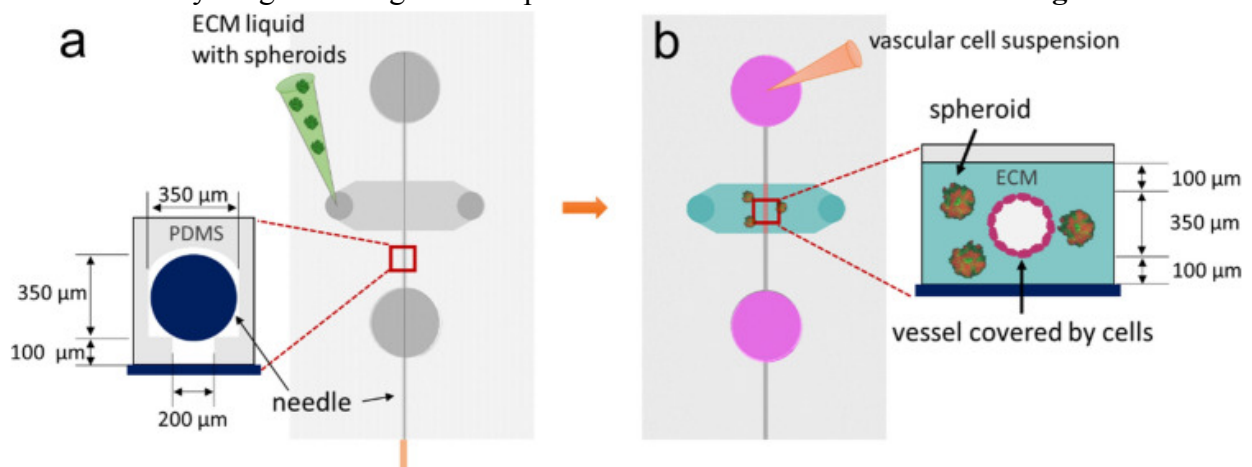 a
ECM liquid
with spheroids
350 µm
PDMS
350 µm
100 µm
200 µm
needle
b
vascular cell suspension
spheroid
ECM
100 µm
350 µm
100 µm
vessel covered by cells